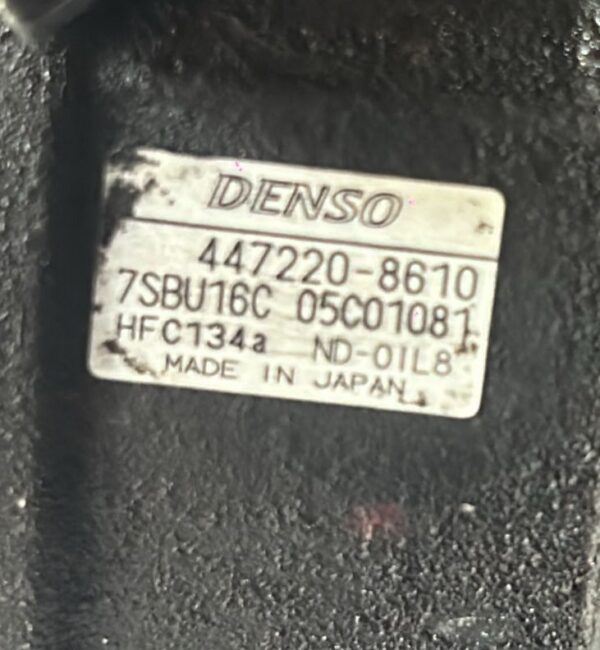 DENSO
447220-8610
7SBU16C 05C01081
HFC134a ND-OIL8
MADE IN JAPAN